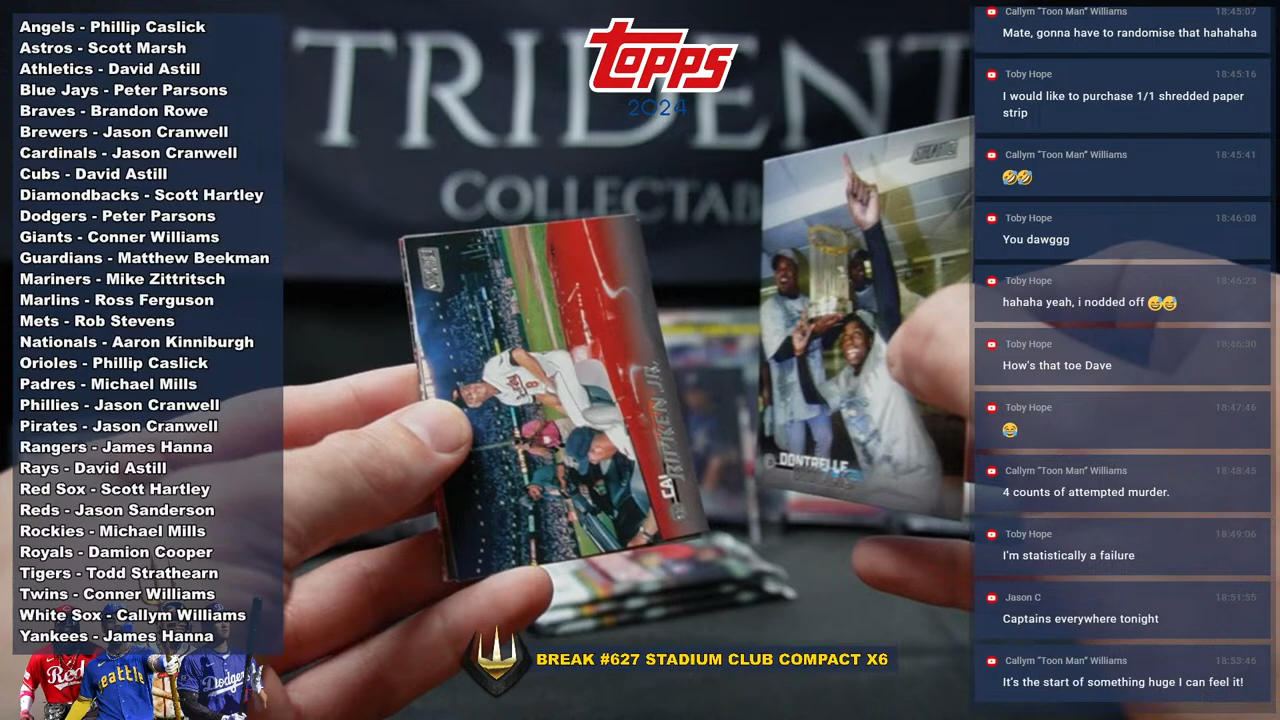 Angels - Phillip Caslick
Astros - Scott Marsh
Athletics - David Astill
Blue Jays - Peter Parsons
Braves - Brandon Rowe
Brewers - Jason Cranwell
Cardinals - Jason Cranwell
Cubs - David Astill
Diamondbacks - Scott Hartley
Dodgers - Peter Parsons
Giants - Conner Williams
Guardians - Matthew Beekman
Mariners - Mike Zittritsch
Marlins - Ross Ferguson
Mets - Rob Stevens
Nationals - Aaron Kinniburgh
Orioles - Phillip Caslick
Padres - Michael Mills
Phillies - Jason Cranwell
Pirates - Jason Cranwell
Rangers - James Hanna
Rays - David Astill
Red Sox - Scott Hartley
Reds - Jason Sanderson
Rockies - Michael Mills
Royals - Damion Cooper
Tigers - Todd Strathearn
Twins - Conner Williams
White Sox - Callym Williams
Yankees - James Hanna
Reds
Seattle
Dodgers
TRIDENT
COLLECTAB
Topps
2024
CAL
RIPKEN JR.
DONTRELLE
BREAK #627 STADIUM CLUB COMPACT X6
Callym “Toon Man” Williams 18:45:07
Mate, gonna have to randomise that hahahaha
Toby Hope 18:45:16
I would like to purchase 1/1 shredded paper
strip
Callym “Toon Man” Williams 18:45:41
🤣🤣
Toby Hope 18:46:08
You dawggg
Toby Hope 18:46:23
hahaha yeah, i nodded off 😅😅
Toby Hope 18:46:30
How's that toe Dave
Toby Hope 18:47:46
😂
Callym “Toon Man” Williams 18:48:45
4 counts of attempted murder.
Toby Hope 18:49:06
I'm statistically a failure
Jason C 18:51:55
Captains everywhere tonight
Callym “Toon Man” Williams 18:53:46
It's the start of something huge I can feel it!